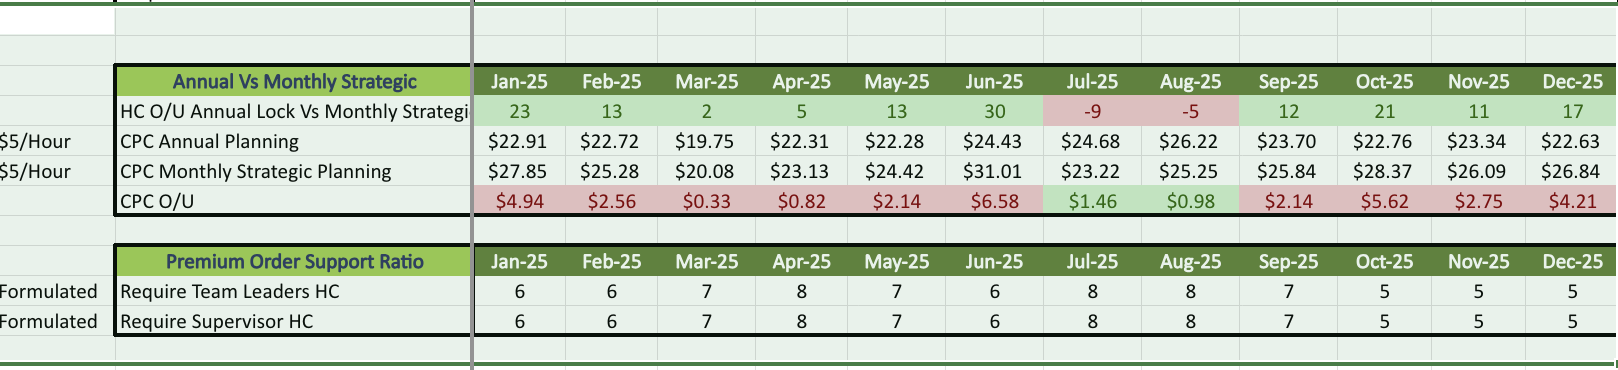 Annual Vs Monthly Strategic Jan-25 Feb-25 Mar-25 Apr-25 May-25 Jun-25 Jul-25 Aug-25 Sep-25 Oct-25 Nov-25 Dec-25
HC O/U Annual Lock Vs Monthly Strategi 23 13 2 5 13 30 -9 -5 12 21 11 17
$5/Hour CPC Annual Planning $22.91 $22.72 $19.75 $22.31 $22.28 $24.43 $24.68 $26.22 $23.70 $22.76 $23.34 $22.63
$5/Hour CPC Monthly Strategic Planning $27.85 $25.28 $20.08 $23.13 $24.42 $31.01 $23.22 $25.25 $25.84 $28.37 $26.09 $26.84
CPC O/U $4.94 $2.56 $0.33 $0.82 $2.14 $6.58 $1.46 $0.98 $2.14 $5.62 $2.75 $4.21
Premium Order Support Ratio Jan-25 Feb-25 Mar-25 Apr-25 May-25 Jun-25 Jul-25 Aug-25 Sep-25 Oct-25 Nov-25 Dec-25
Formulated Require Team Leaders HC 6 6 7 8 7 6 8 8 7 5 5 5
Formulated Require Supervisor HC 6 6 7 8 7 6 8 8 7 5 5 5